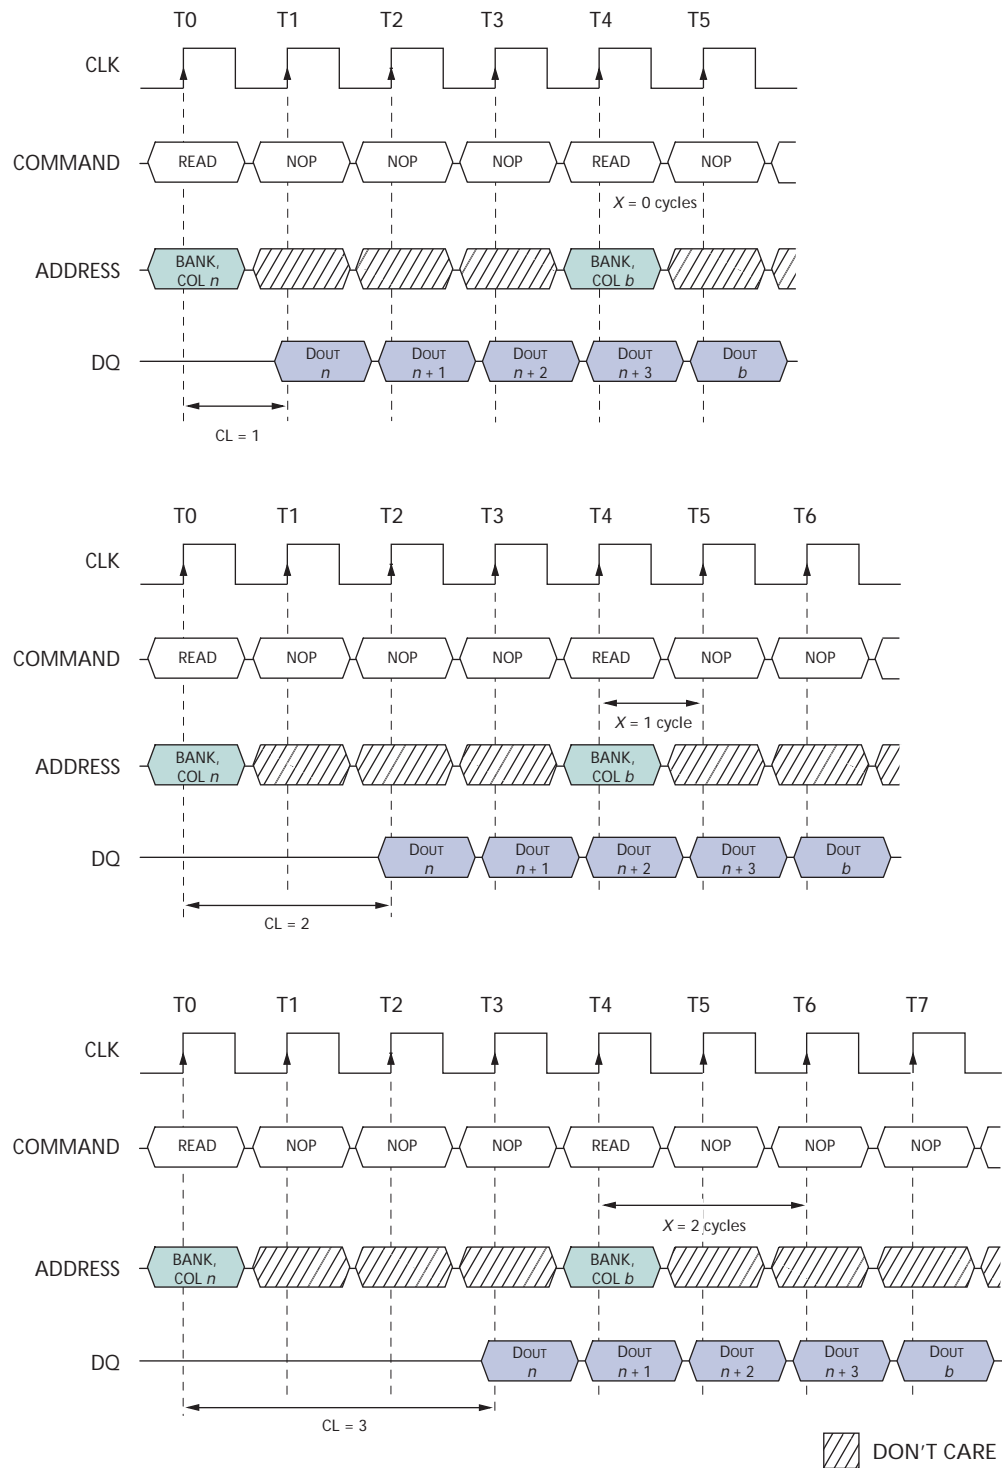 T0 T1 T2 T3 T4 T5
CLK
COMMAND READ NOP NOP NOP READ NOP
X = 0 cycles
ADDRESS BANK, COL n BANK, COL b
DQ DOUT n DOUT n + 1 DOUT n + 2 DOUT n + 3 DOUT b
CL = 1
T0 T1 T2 T3 T4 T5 T6
CLK
COMMAND READ NOP NOP NOP READ NOP NOP
X = 1 cycle
ADDRESS BANK, COL n BANK, COL b
DQ DOUT n DOUT n + 1 DOUT n + 2 DOUT n + 3 DOUT b
CL = 2
T0 T1 T2 T3 T4 T5 T6 T7
CLK
COMMAND READ NOP NOP NOP READ NOP NOP NOP
X = 2 cycles
ADDRESS BANK, COL n BANK, COL b
DQ DOUT n DOUT n + 1 DOUT n + 2 DOUT n + 3 DOUT b
CL = 3
DON'T CARE